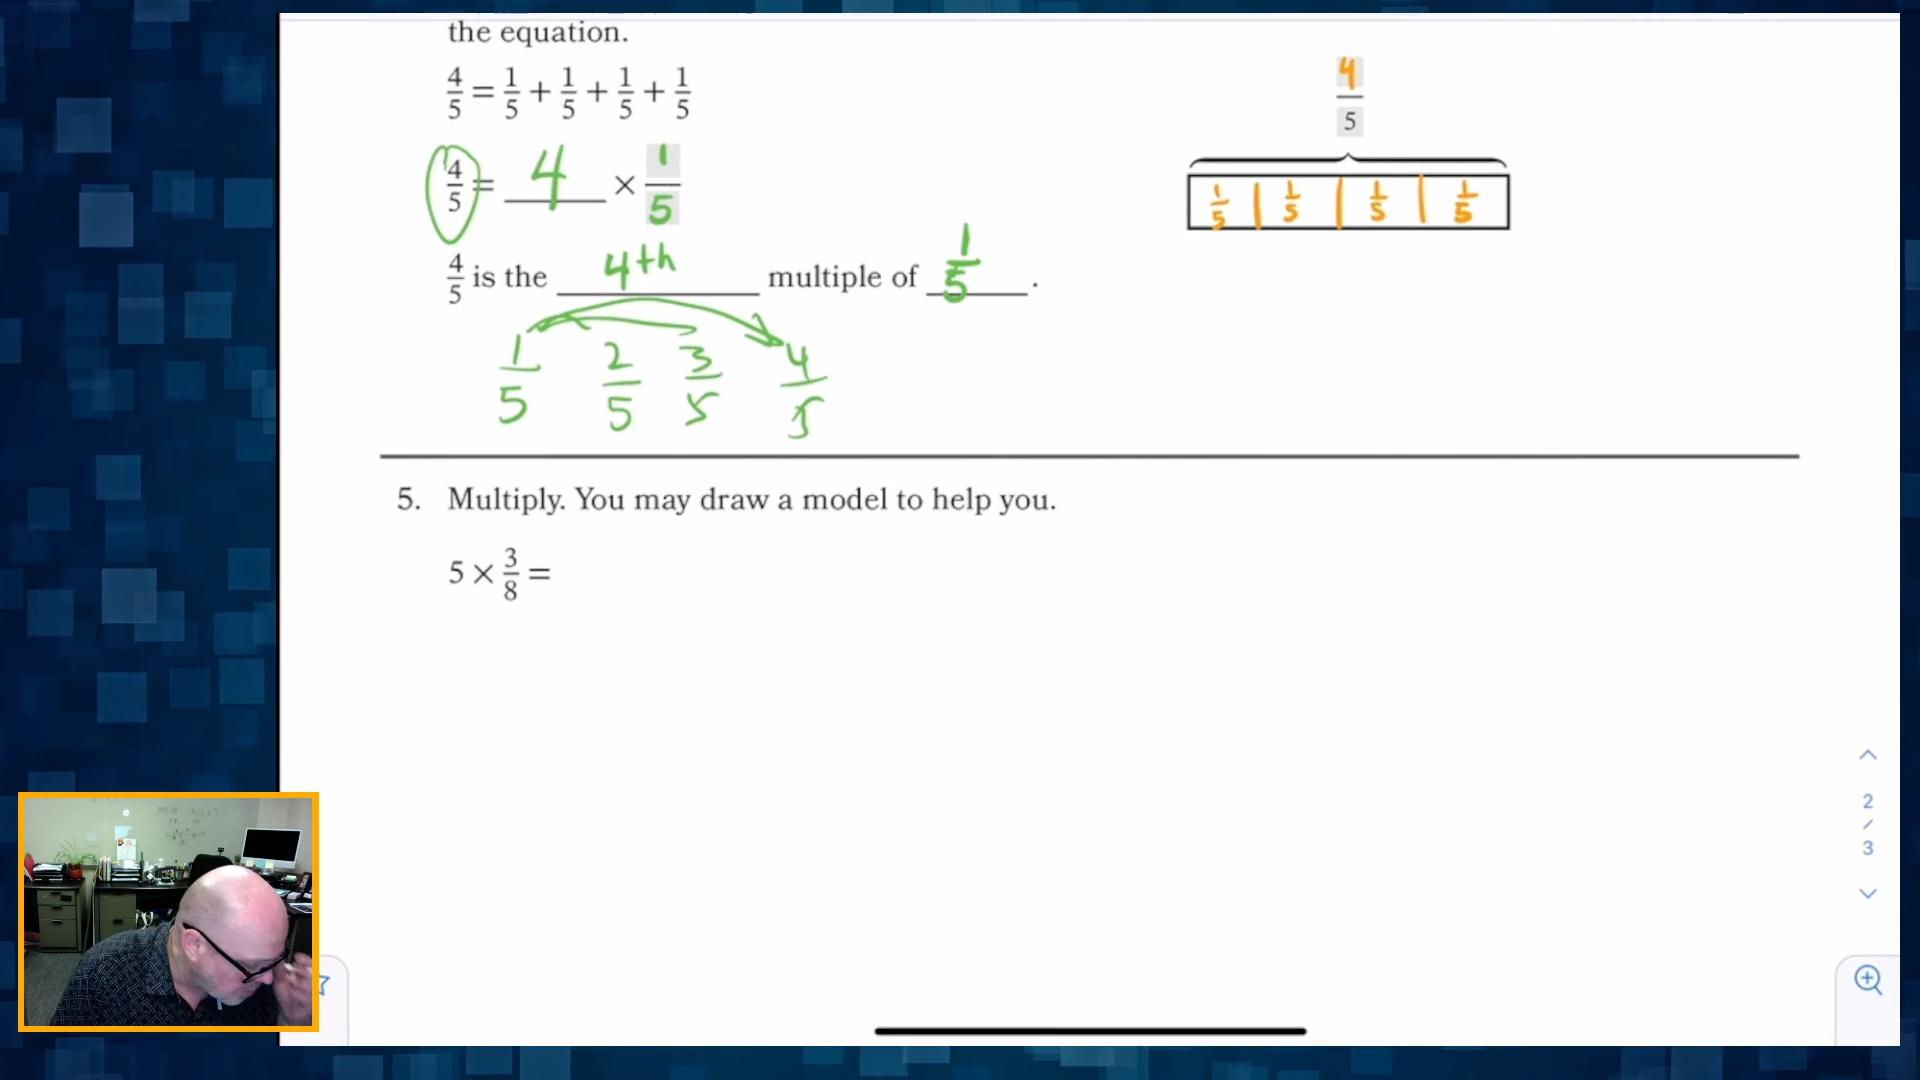 the equation.
4/5 = 1/5 + 1/5 + 1/5 + 1/5
4/5 = 4 × 1/5
4/5 is the 4th multiple of 1/5.
1/5 2/5 3/5 4/5
4/5
1/5 | 1/5 | 1/5 | 1/5
5. Multiply. You may draw a model to help you.
5 × 3/8 =
2
/
3